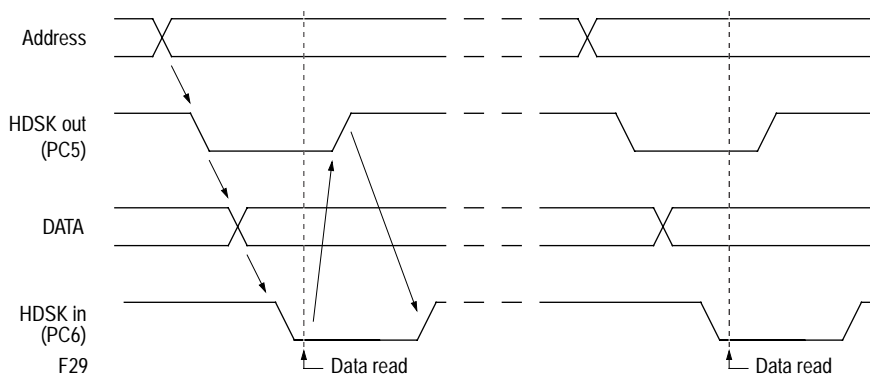 Address
HDSK out
(PC5)
DATA
HDSK in
(PC6)
F29
Data read
Data read